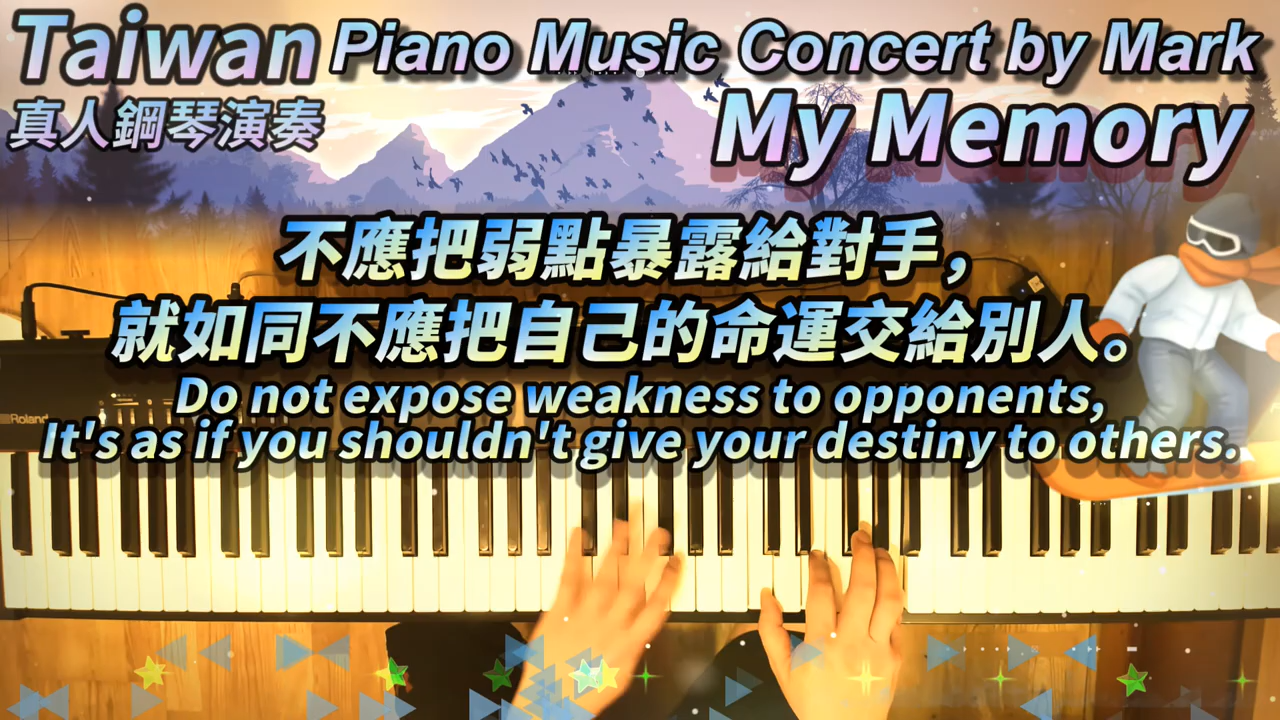 Taiwan Piano Music Concert by Mark
真人鋼琴演奏
My Memory
不應把弱點暴露給對手，
就如同不應把自己的命運交給別人。
Do not expose weakness to opponents,
It's as if you shouldn't give your destiny to others.
Roland